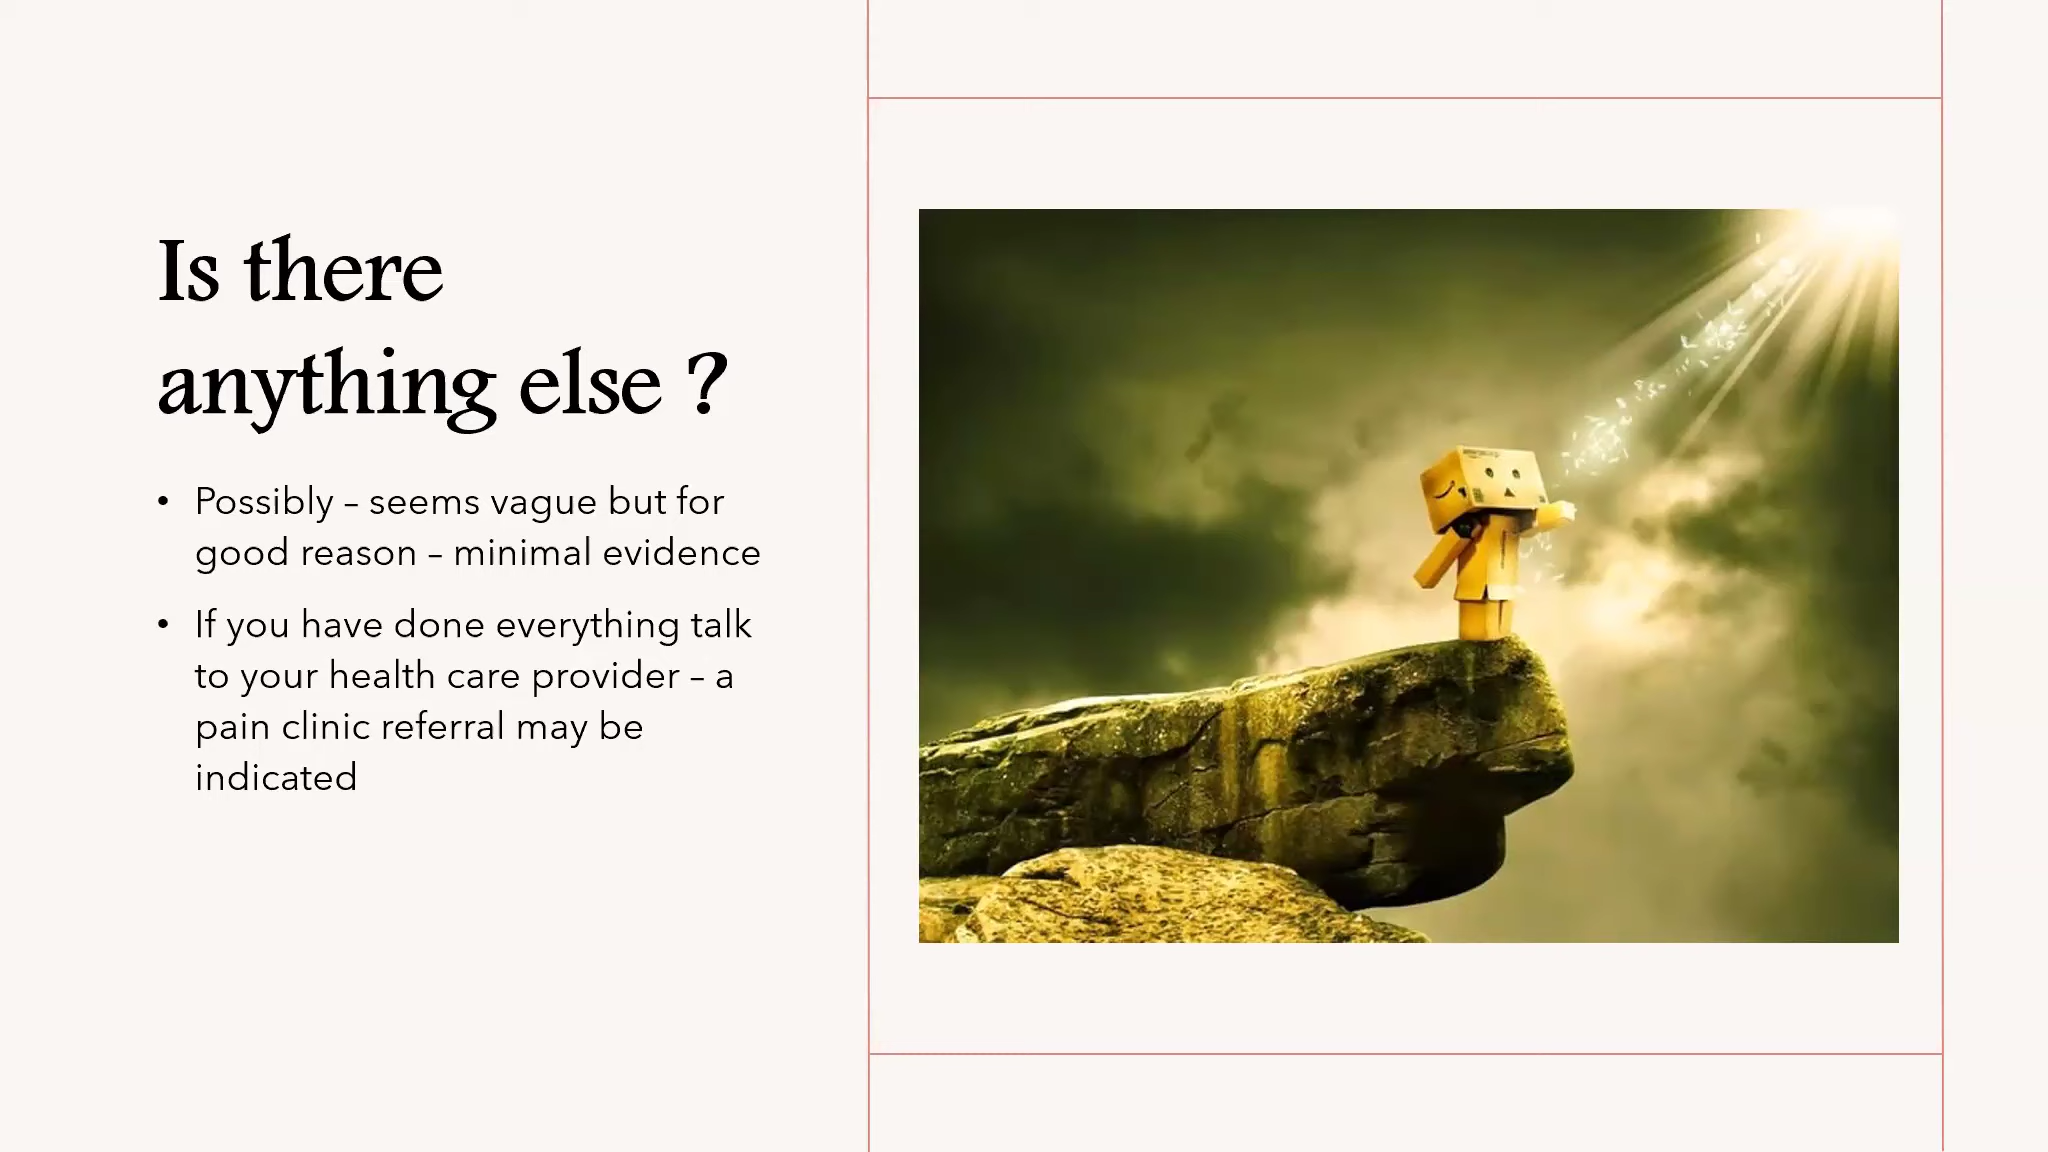 Is there
anything else ?
• Possibly – seems vague but for
good reason – minimal evidence
• If you have done everything talk
to your health care provider – a
pain clinic referral may be
indicated